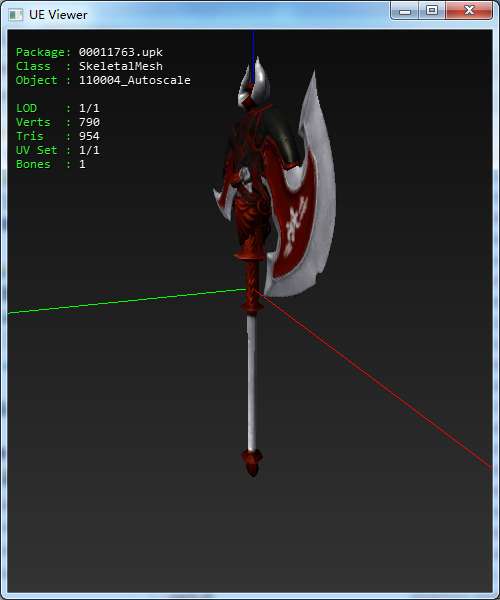 UE Viewer
Package: 00011763.upk
Class : SkeletalMesh
Object : 110004_Autoscale
LOD : 1/1
Verts : 790
Tris : 954
UV Set : 1/1
Bones : 1